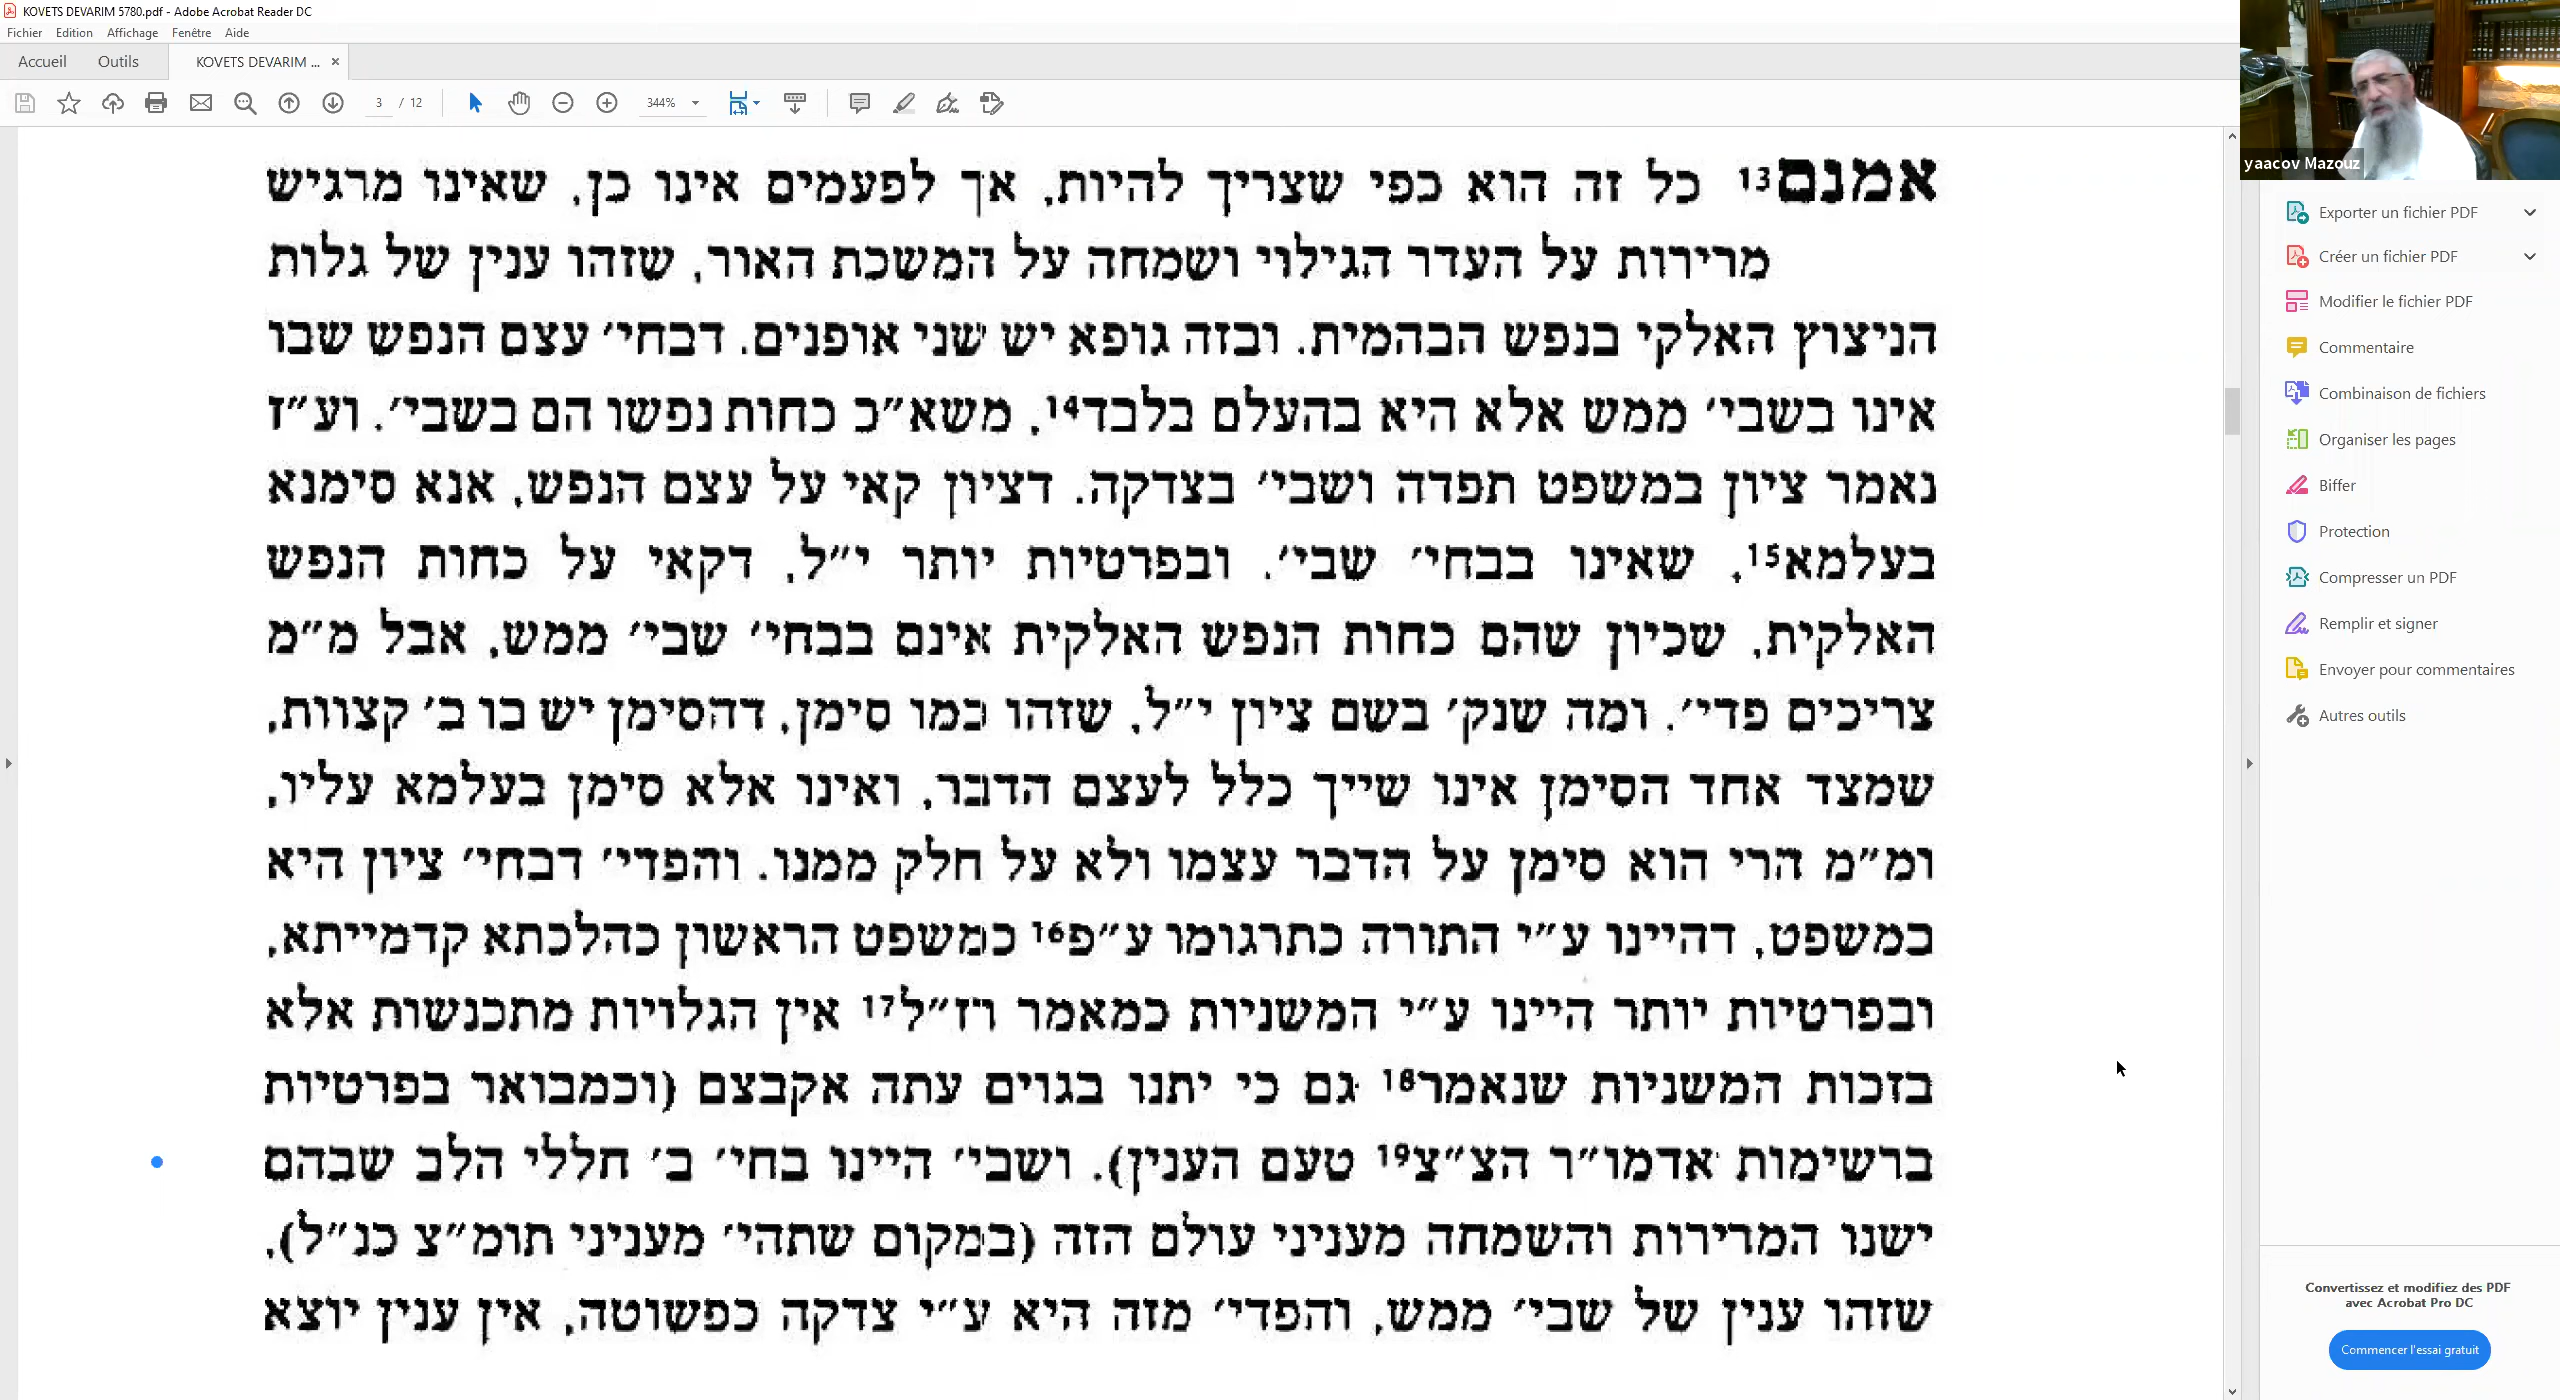 KOVETS DEVARIM 5780.pdf - Adobe Acrobat Reader DC
Fichier Edition Affichage Fenêtre Aide
Accueil Outils KOVETS DEVARIM ... ×
3 / 12 344%
yaacov Mazouz
אמנם13 כל זה הוא כפי שצריך להיות, אך לפעמים אינו כן, שאינו מרגיש
מרירות על העדר הגילוי ושמחה על המשכת האור, שזהו ענין של גלות
הניצוץ האלקי בנפש הבהמית. ובזה גופא יש שני אופנים. דבחי׳ עצם הנפש שבו
אינו בשבי׳ ממש אלא היא בהעלם בלבד14, משא״כ כחות נפשו הם בשבי׳. וע״ז
נאמר ציון במשפט תפדה ושבי׳ בצדקה. דציון קאי על עצם הנפש, אנא סימנא
בעלמא15, שאינו בבחי׳ שבי׳. ובפרטיות יותר י״ל, דקאי על כחות הנפש
האלקית, שכיון שהם כחות הנפש האלקית אינם בבחי׳ שבי׳ ממש, אבל מ״מ
צריכים פדי׳. ומה שנק׳ בשם ציון י״ל, שזהו כמו סימן, דהסימן יש בו ב׳ קצוות,
שמצד אחד הסימן אינו שייך כלל לעצם הדבר, ואינו אלא סימן בעלמא עליו,
ומ״מ הרי הוא סימן על הדבר עצמו ולא על חלק ממנו. והפדי׳ דבחי׳ ציון היא
במשפט, דהיינו ע״י התורה כתרגומו ע״פ16 כמשפט הראשון כהלכתא קדמייתא,
ובפרטיות יותר היינו ע״י המשניות כמאמר רז״ל17 אין הגלויות מתכנשות אלא
בזכות המשניות שנאמר18 גם כי יתנו בגוים עתה אקבצם (וכמבואר בפרטיות
ברשימות אדמו״ר הצ״צ19 טעם הענין). ושבי׳ היינו בחי׳ ב׳ חללי הלב שבהם
ישנו המרירות והשמחה מעניני עולם הזה (במקום שתהי׳ מעניני תומ״צ כנ״ל),
שזהו ענין של שבי׳ ממש, והפדי׳ מזה היא ע״י צדקה כפשוטה, אין ענין יוצא
Exporter un fichier PDF
Créer un fichier PDF
Modifier le fichier PDF
Commentaire
Combinaison de fichiers
Organiser les pages
Biffer
Protection
Compresser un PDF
Remplir et signer
Envoyer pour commentaires
Autres outils
Convertissez et modifiez des PDF
avec Acrobat Pro DC
Commencer l'essai gratuit